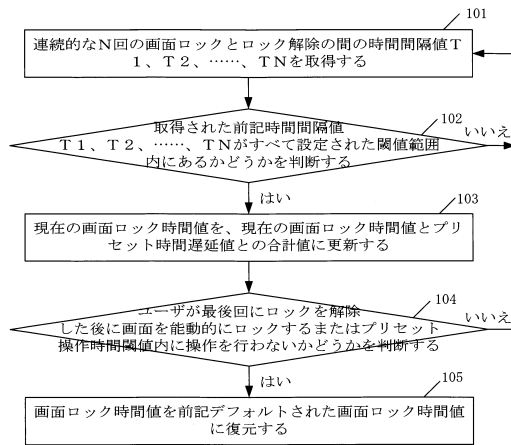 101
連続的なN回の画面ロックとロック解除の間の時間間隔値T
1、T2、……、TNを取得する
102
取得された前記時間間隔値
T1、T2、……、TNがすべて設定された閾値範囲
内にあるかどうかを判断する
いいえ
はい
103
現在の画面ロック時間値を、現在の画面ロック時間値とプリ
セット時間遅延値との合計値に更新する
104
ユーザが最後回にロックを解除
した後に画面を能動的にロックするまたはプリセット
操作時間閾値内に操作を行わないかどうかを判断する
いいえ
はい
105
画面ロック時間値を前記デフォルトされた画面ロック時間値
に復元する